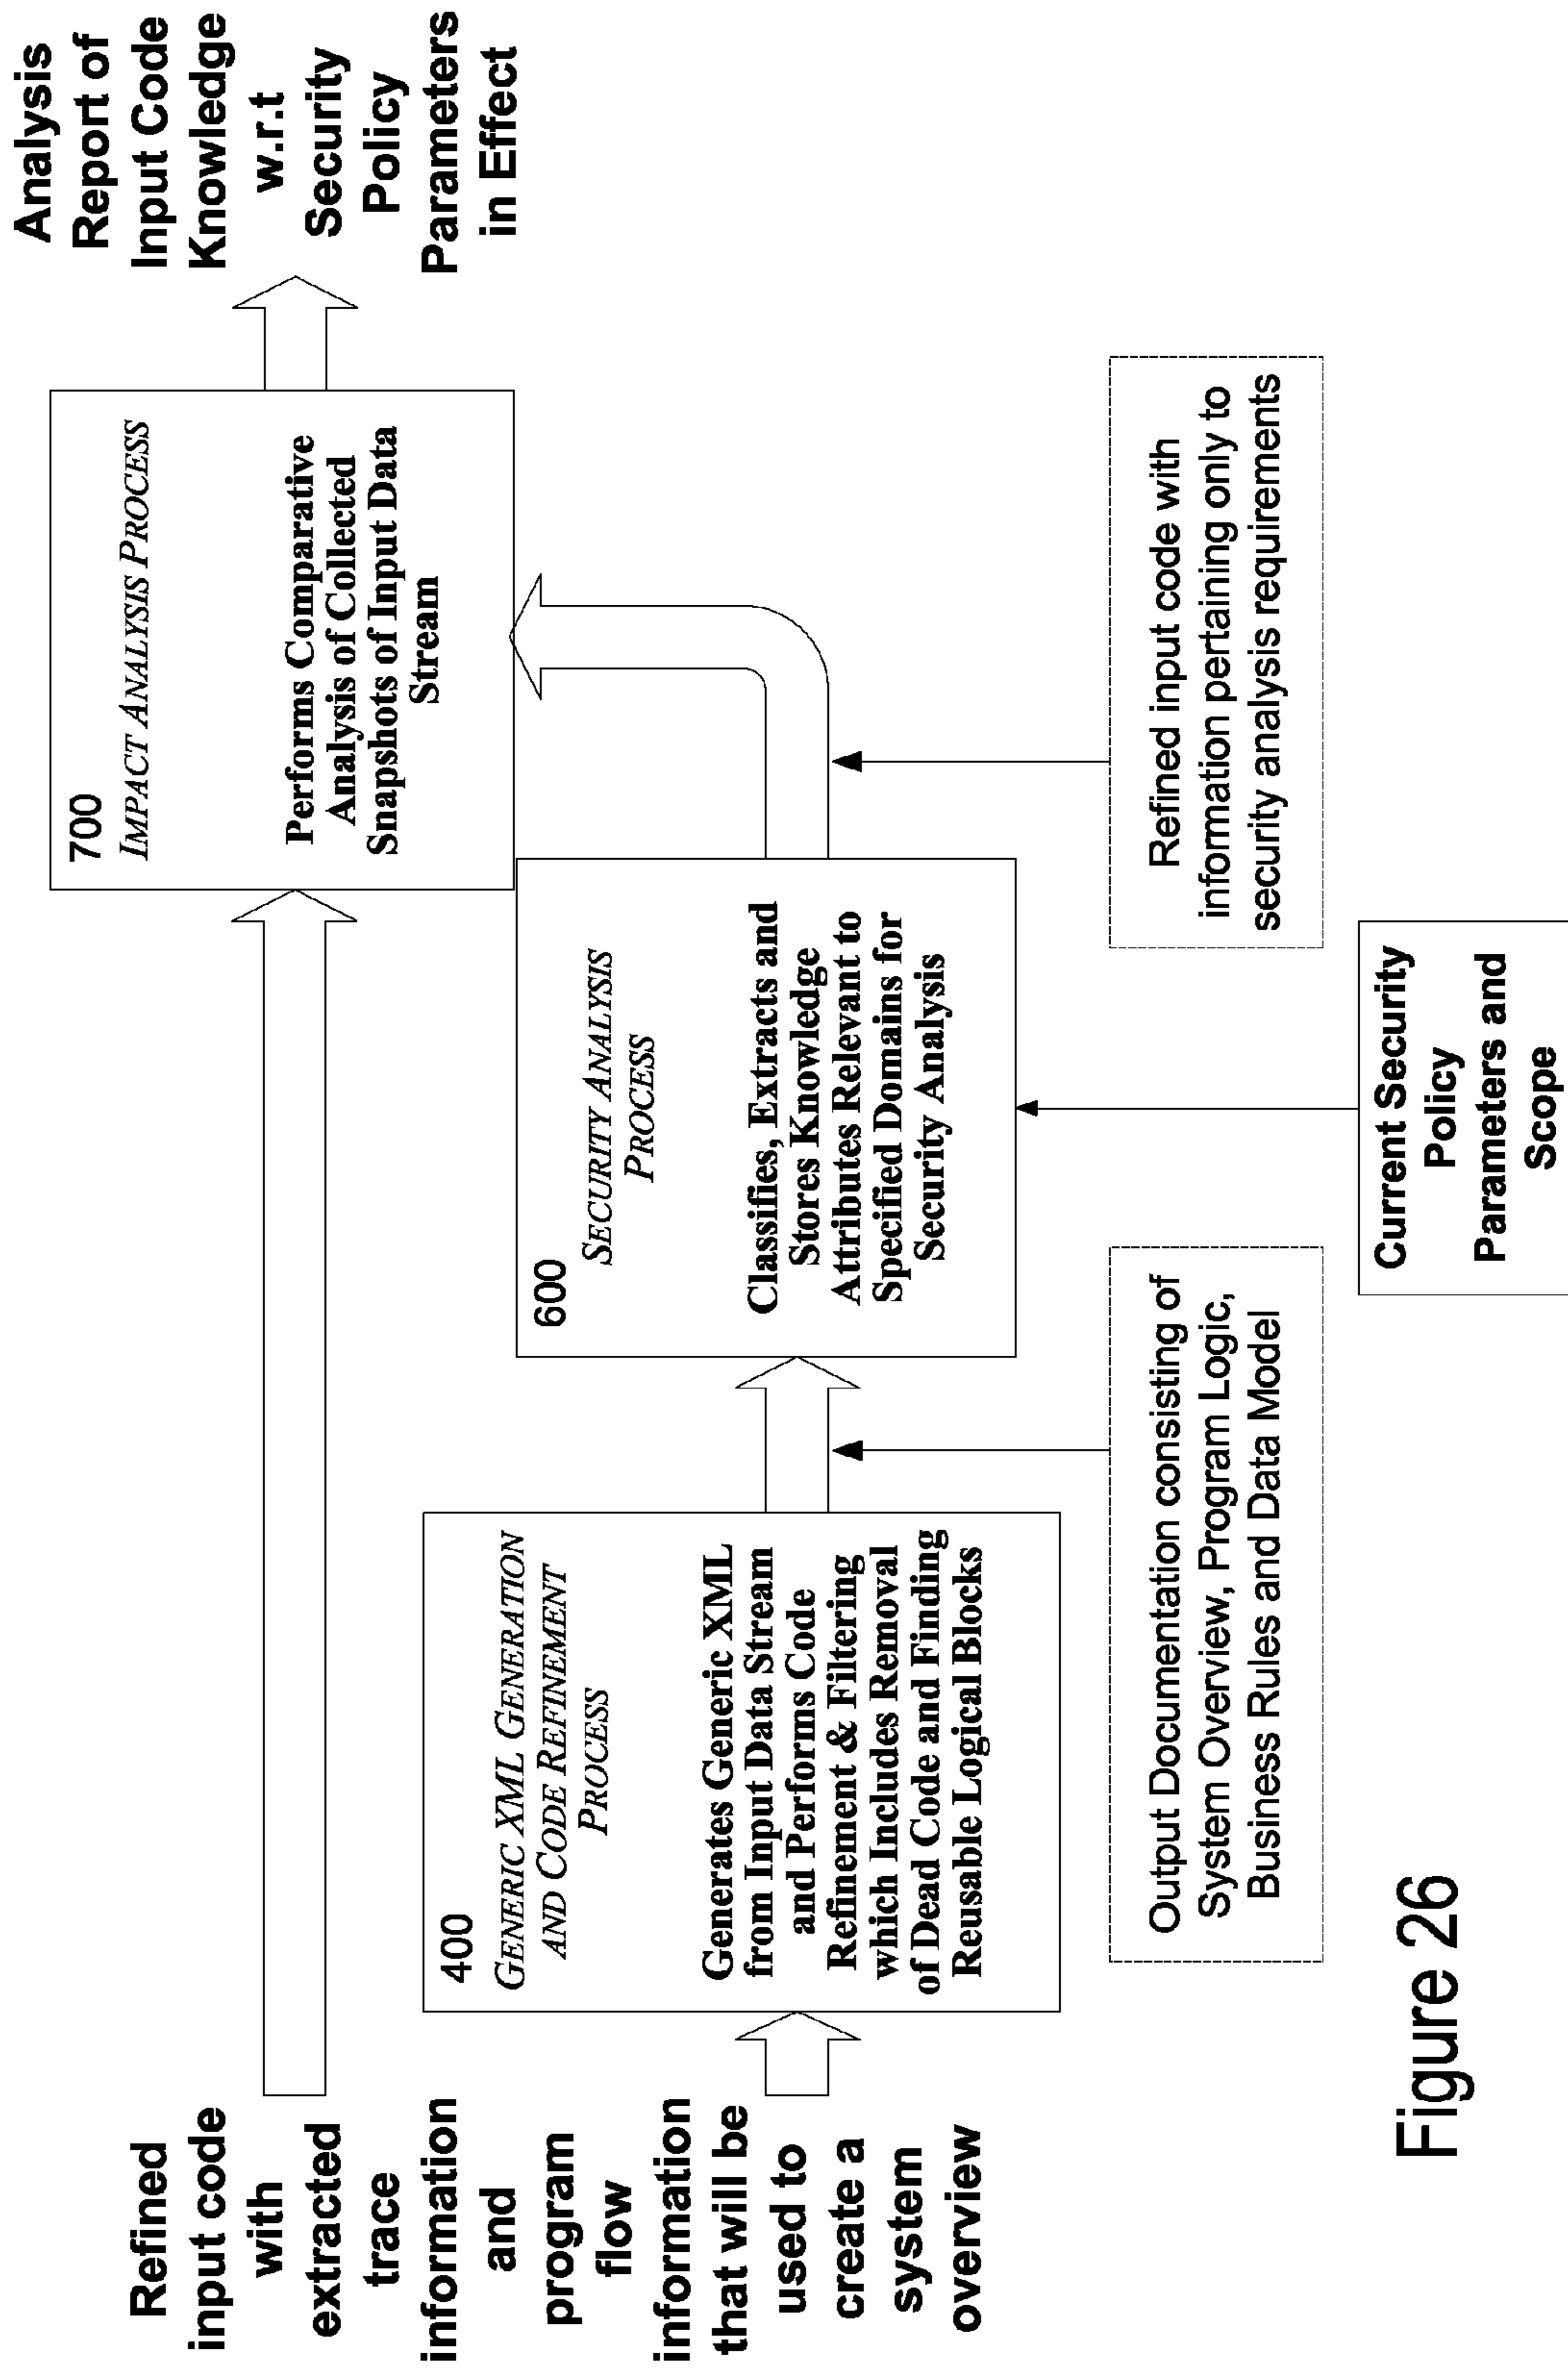 Refined
input code
with
extracted
trace
information
and
program
flow
information
that will be
used to
create a
system
overview
400
GENERIC XML GENERATION
AND CODE REFINEMENT
PROCESS
Generates Generic XML
from Input Data Stream
and Performs Code
Refinement & Filtering
which Includes Removal
of Dead Code and Finding
Reusable Logical Blocks
Output Documentation consisting of
System Overview, Program Logic,
Business Rules and Data Model
600
SECURITY ANALYSIS
PROCESS
Classifies, Extracts and
Stores Knowledge
Attributes Relevant to
Specified Domains for
Security Analysis
Current Security
Policy
Parameters and
Scope
Refined input code with
information pertaining only to
security analysis requirements
700
IMPACT ANALYSIS PROCESS
Performs Comparative
Analysis of Collected
Snapshots of Input Data
Stream
Analysis
Report of
Input Code
Knowledge
w.r.t
Security
Policy
Parameters
in Effect
Figure 26